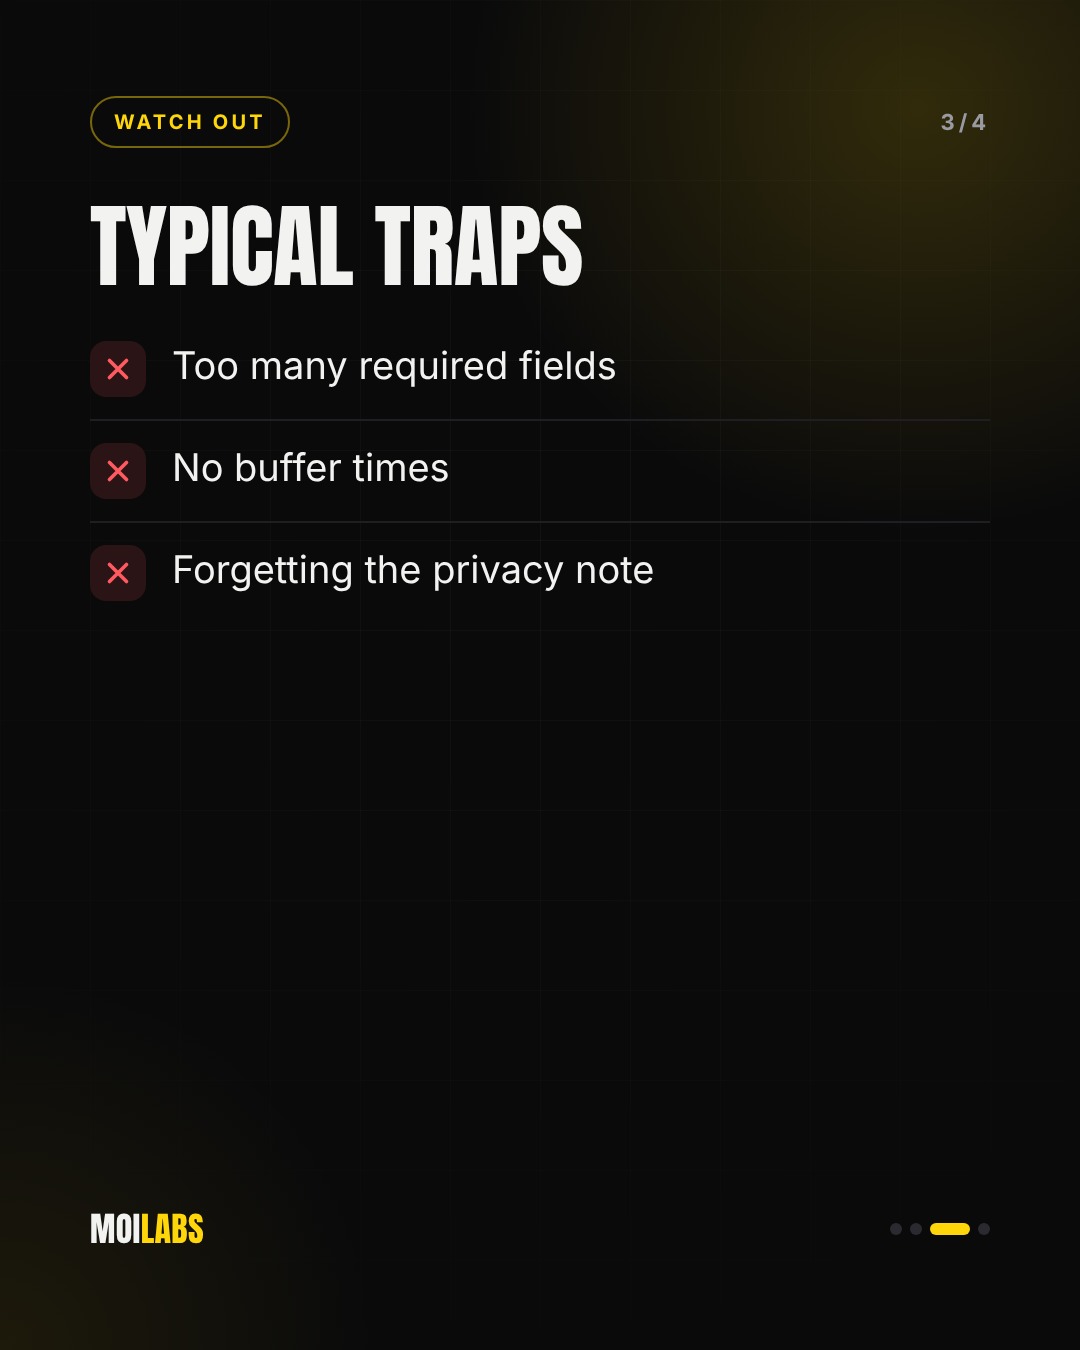 WATCH OUT
3/4
TYPICAL TRAPS
Too many required fields
No buffer times
Forgetting the privacy note
MOILABS